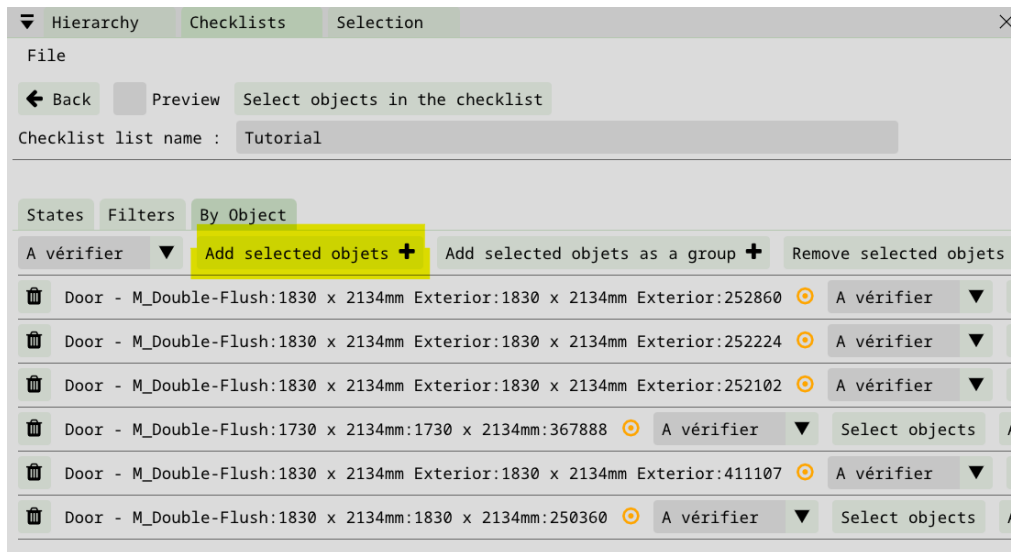 Hierarchy Checklists Selection
File
Back Preview Select objects in the checklist
Checklist list name : Tutorial
States Filters By Object
A vérifier Add selected objets + Add selected objets as a group + Remove selected objets
Door - M_Double-Flush:1830 x 2134mm Exterior:1830 x 2134mm Exterior:252860 A vérifier
Door - M_Double-Flush:1830 x 2134mm Exterior:1830 x 2134mm Exterior:252224 A vérifier
Door - M_Double-Flush:1830 x 2134mm Exterior:1830 x 2134mm Exterior:252102 A vérifier
Door - M_Double-Flush:1730 x 2134mm:1730 x 2134mm:367888 A vérifier Select objects
Door - M_Double-Flush:1830 x 2134mm Exterior:1830 x 2134mm Exterior:411107 A vérifier
Door - M_Double-Flush:1830 x 2134mm:1830 x 2134mm:250360 A vérifier Select objects